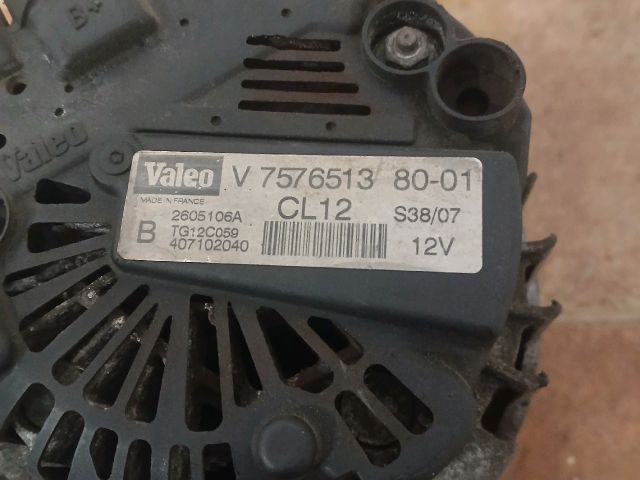 B+
Valeo
Valeo V 7576513 80-01
MADE IN FRANCE
2605106A CL12 S38/07
B TG12C059
407102040 12V